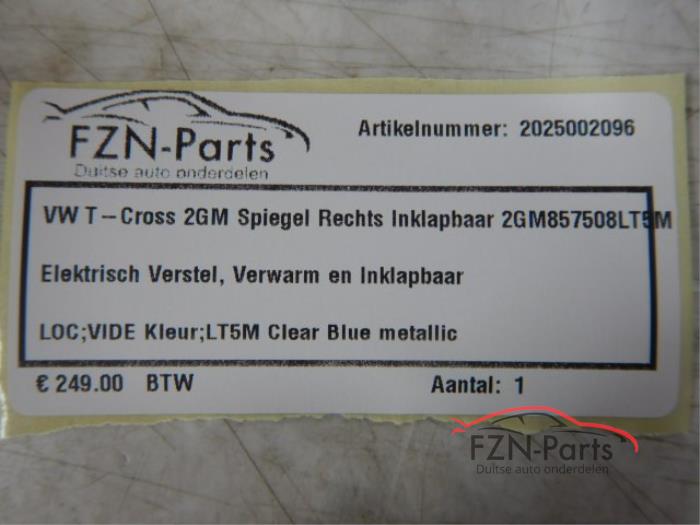 FZN-Parts
Duitse auto onderdelen
Artikelnummer: 2025002096
VW T-Cross 2GM Spiegel Rechts Inklapbaar 2GM857508LT5M
Elektrisch Verstel, Verwarm en Inklapbaar
LOC;VIDE Kleur;LT5M Clear Blue metallic
€ 249.00 BTW
Aantal: 1
FZN-Parts
Duitse auto onderdelen